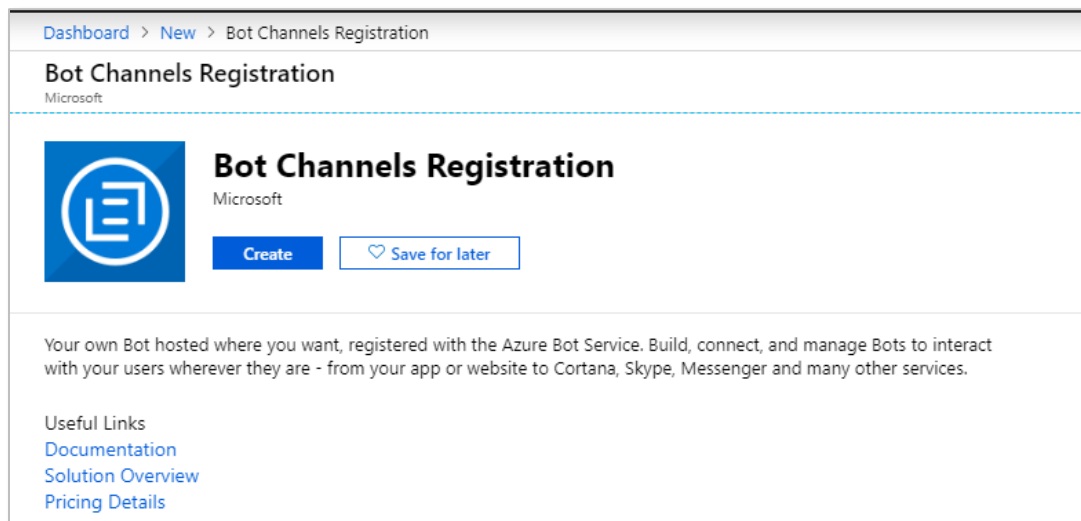 Dashboard > New > Bot Channels Registration
Bot Channels Registration
Microsoft
Bot Channels Registration
Microsoft
Create
Save for later
Your own Bot hosted where you want, registered with the Azure Bot Service. Build, connect, and manage Bots to interact
with your users wherever they are - from your app or website to Cortana, Skype, Messenger and many other services.
Useful Links
Documentation
Solution Overview
Pricing Details